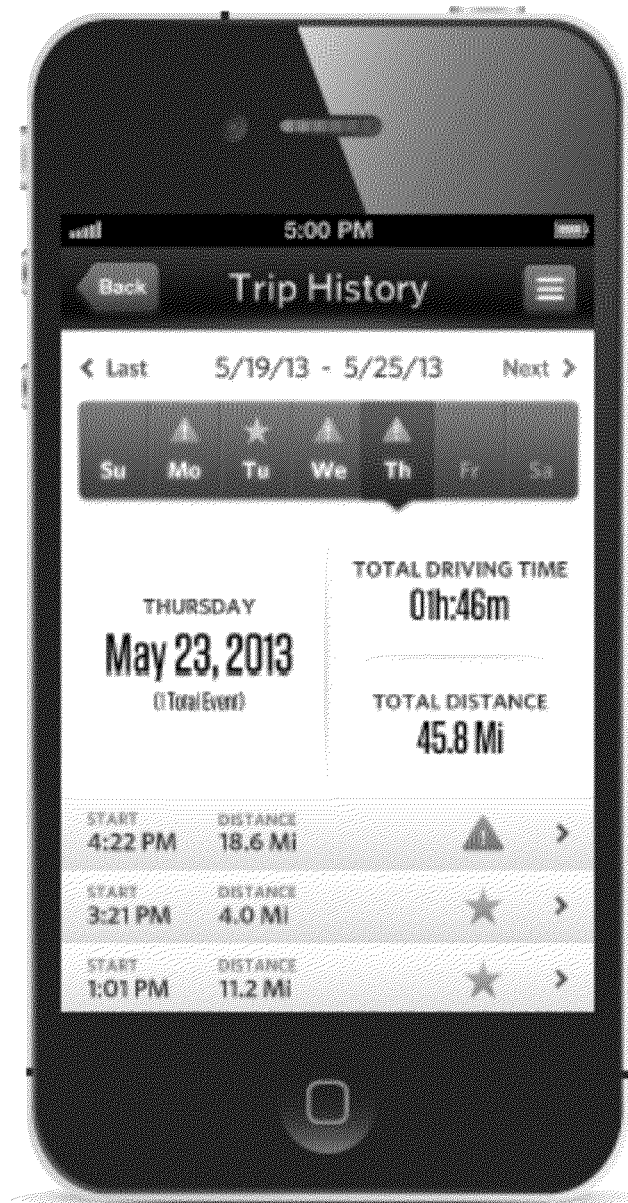 5:00 PM
Back Trip History
Last 5/19/13 - 5/25/13 Next
Su Mo Tu We Th Fr Sa
THURSDAY
May 23, 2013
(1 Total Event)
TOTAL DRIVING TIME
01h:46m
TOTAL DISTANCE
45.8 Mi
START DISTANCE
4:22 PM 18.6 Mi
START DISTANCE
3:21 PM 4.0 Mi
START DISTANCE
1:01 PM 11.2 Mi